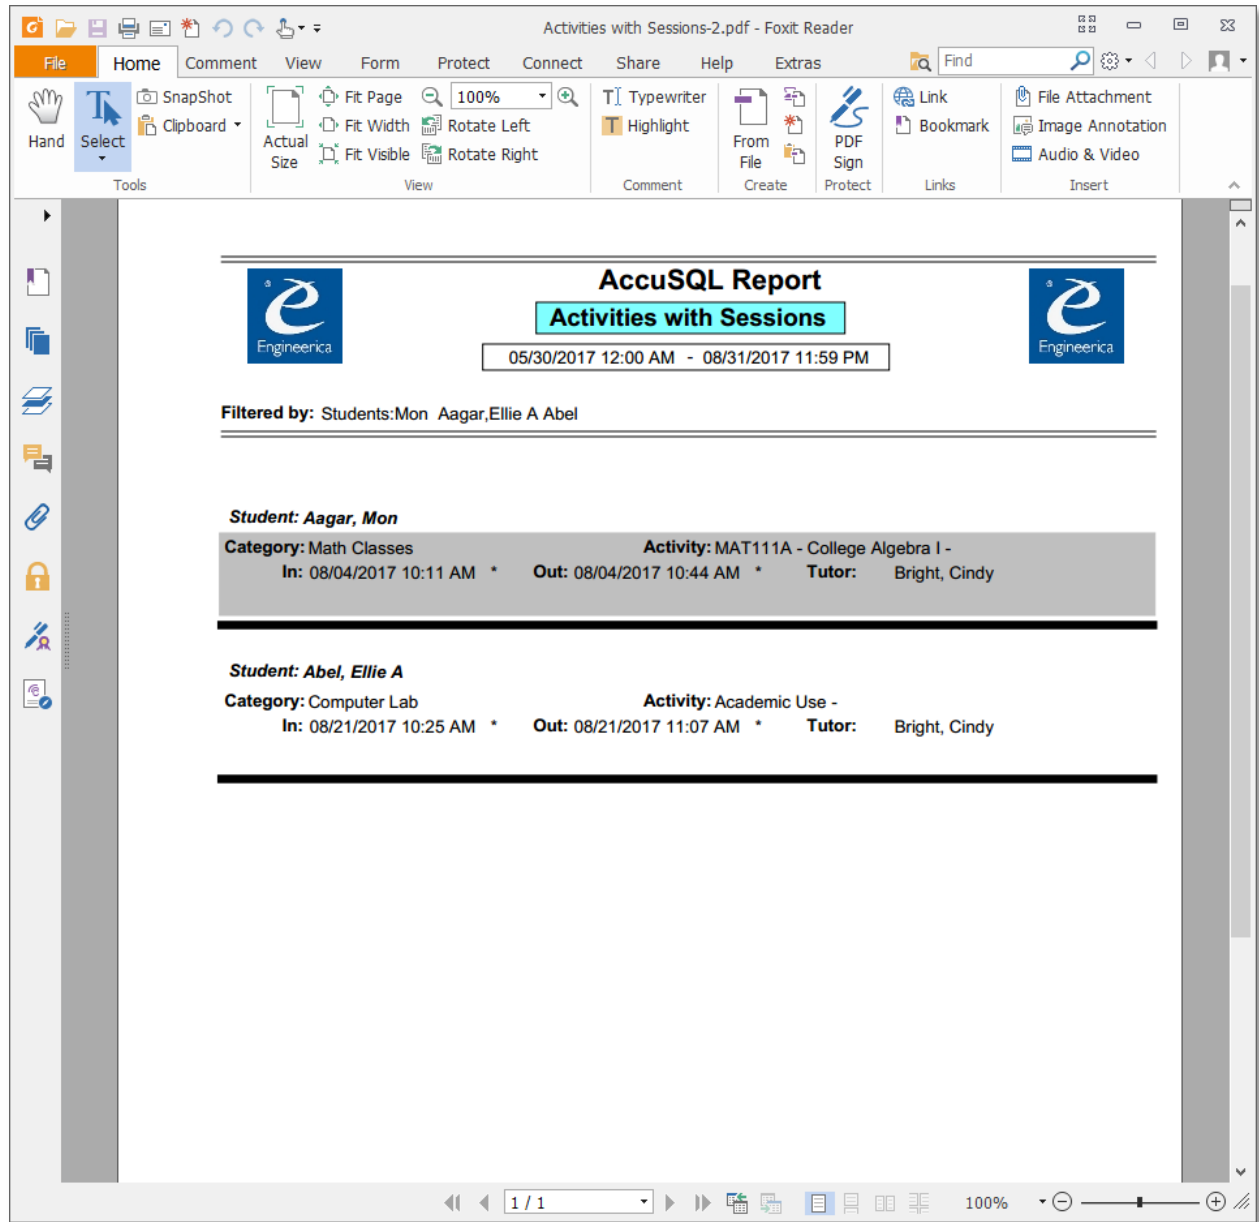 Activities with Sessions-2.pdf - Foxit Reader
File Home Comment View Form Protect Connect Share Help Extras Find
Hand
Select
SnapShot
Clipboard
Tools
Actual Size
Fit Page
Fit Width
Fit Visible
100%
Rotate Left
Rotate Right
View
Typewriter
Highlight
Comment
From File
Create
PDF Sign
Protect
Link
Bookmark
Links
File Attachment
Image Annotation
Audio & Video
Insert
e
Engineerica
AccuSQL Report
Activities with Sessions
05/30/2017 12:00 AM - 08/31/2017 11:59 PM
e
Engineerica
Filtered by: Students:Mon Aagar,Ellie A Abel
Student: Aagar, Mon
Category: Math Classes Activity: MAT111A - College Algebra I -
In: 08/04/2017 10:11 AM * Out: 08/04/2017 10:44 AM * Tutor: Bright, Cindy
Student: Abel, Ellie A
Category: Computer Lab Activity: Academic Use -
In: 08/21/2017 10:25 AM * Out: 08/21/2017 11:07 AM * Tutor: Bright, Cindy
1 / 1 100%